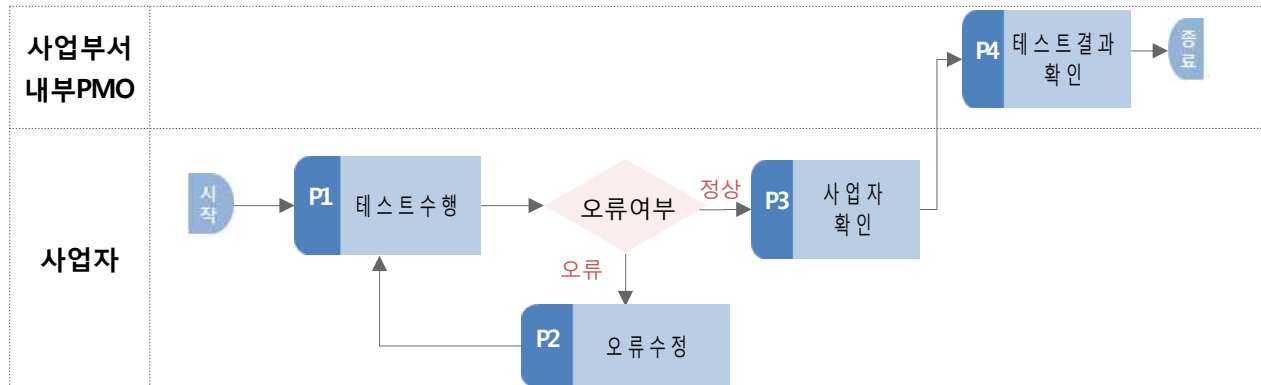 사업부서
내부PMO
P4
테스트결과
확인
종
료
사업자
시
작
P1
테스트수행
오류여부
정상
P3
사업자
확인
오류
P2
오류수정